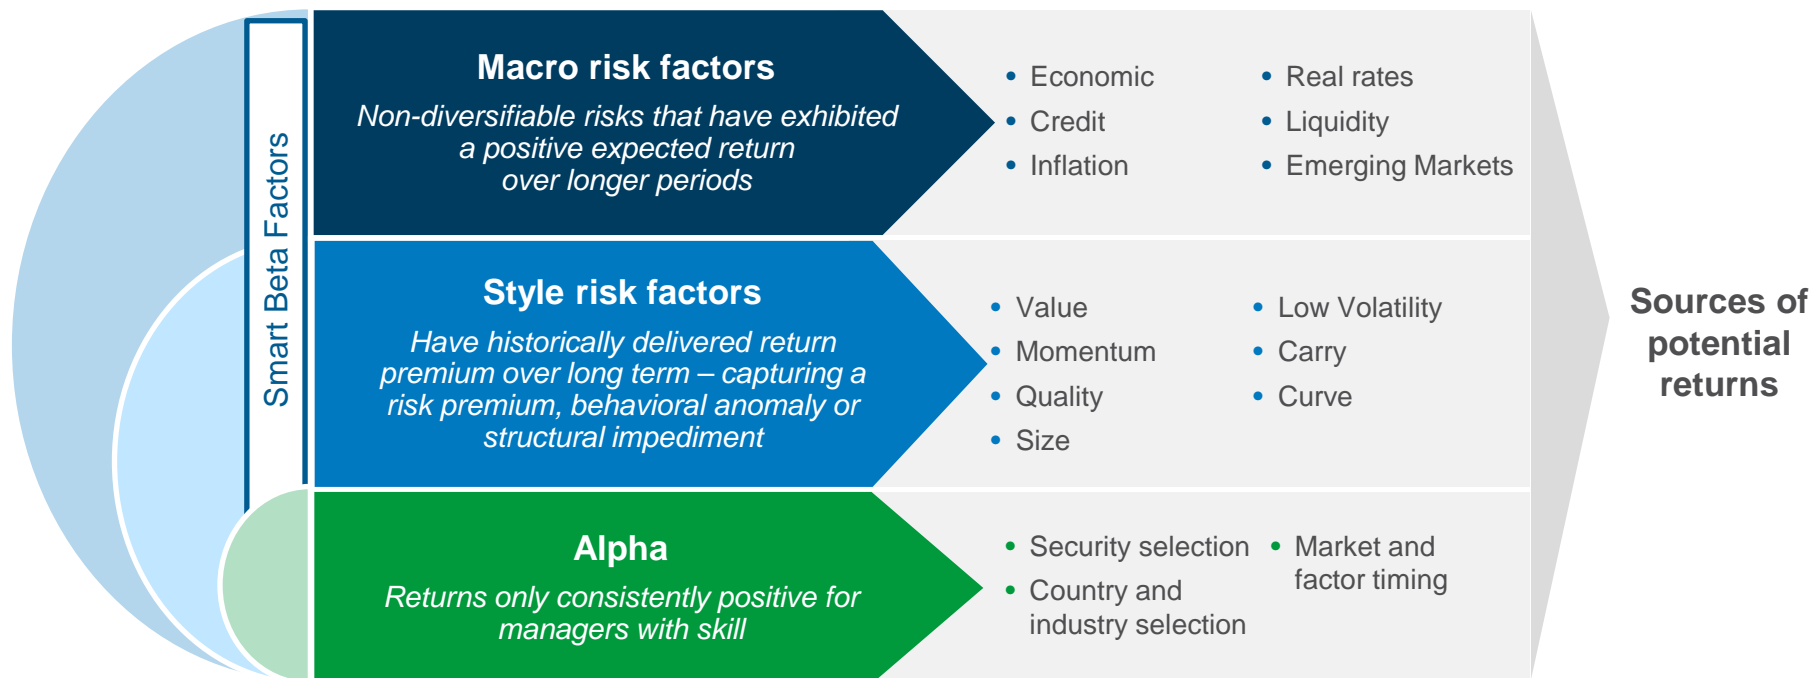 Smart Beta Factors
Macro risk factors
Non-diversifiable risks that have exhibited
a positive expected return
over longer periods
• Economic
• Credit
• Inflation
• Real rates
• Liquidity
• Emerging Markets
Style risk factors
Have historically delivered return
premium over long term – capturing a
risk premium, behavioral anomaly or
structural impediment
• Value
• Momentum
• Quality
• Size
• Low Volatility
• Carry
• Curve
Alpha
Returns only consistently positive for
managers with skill
• Security selection
• Country and
industry selection
• Market and
factor timing
Sources of
potential
returns